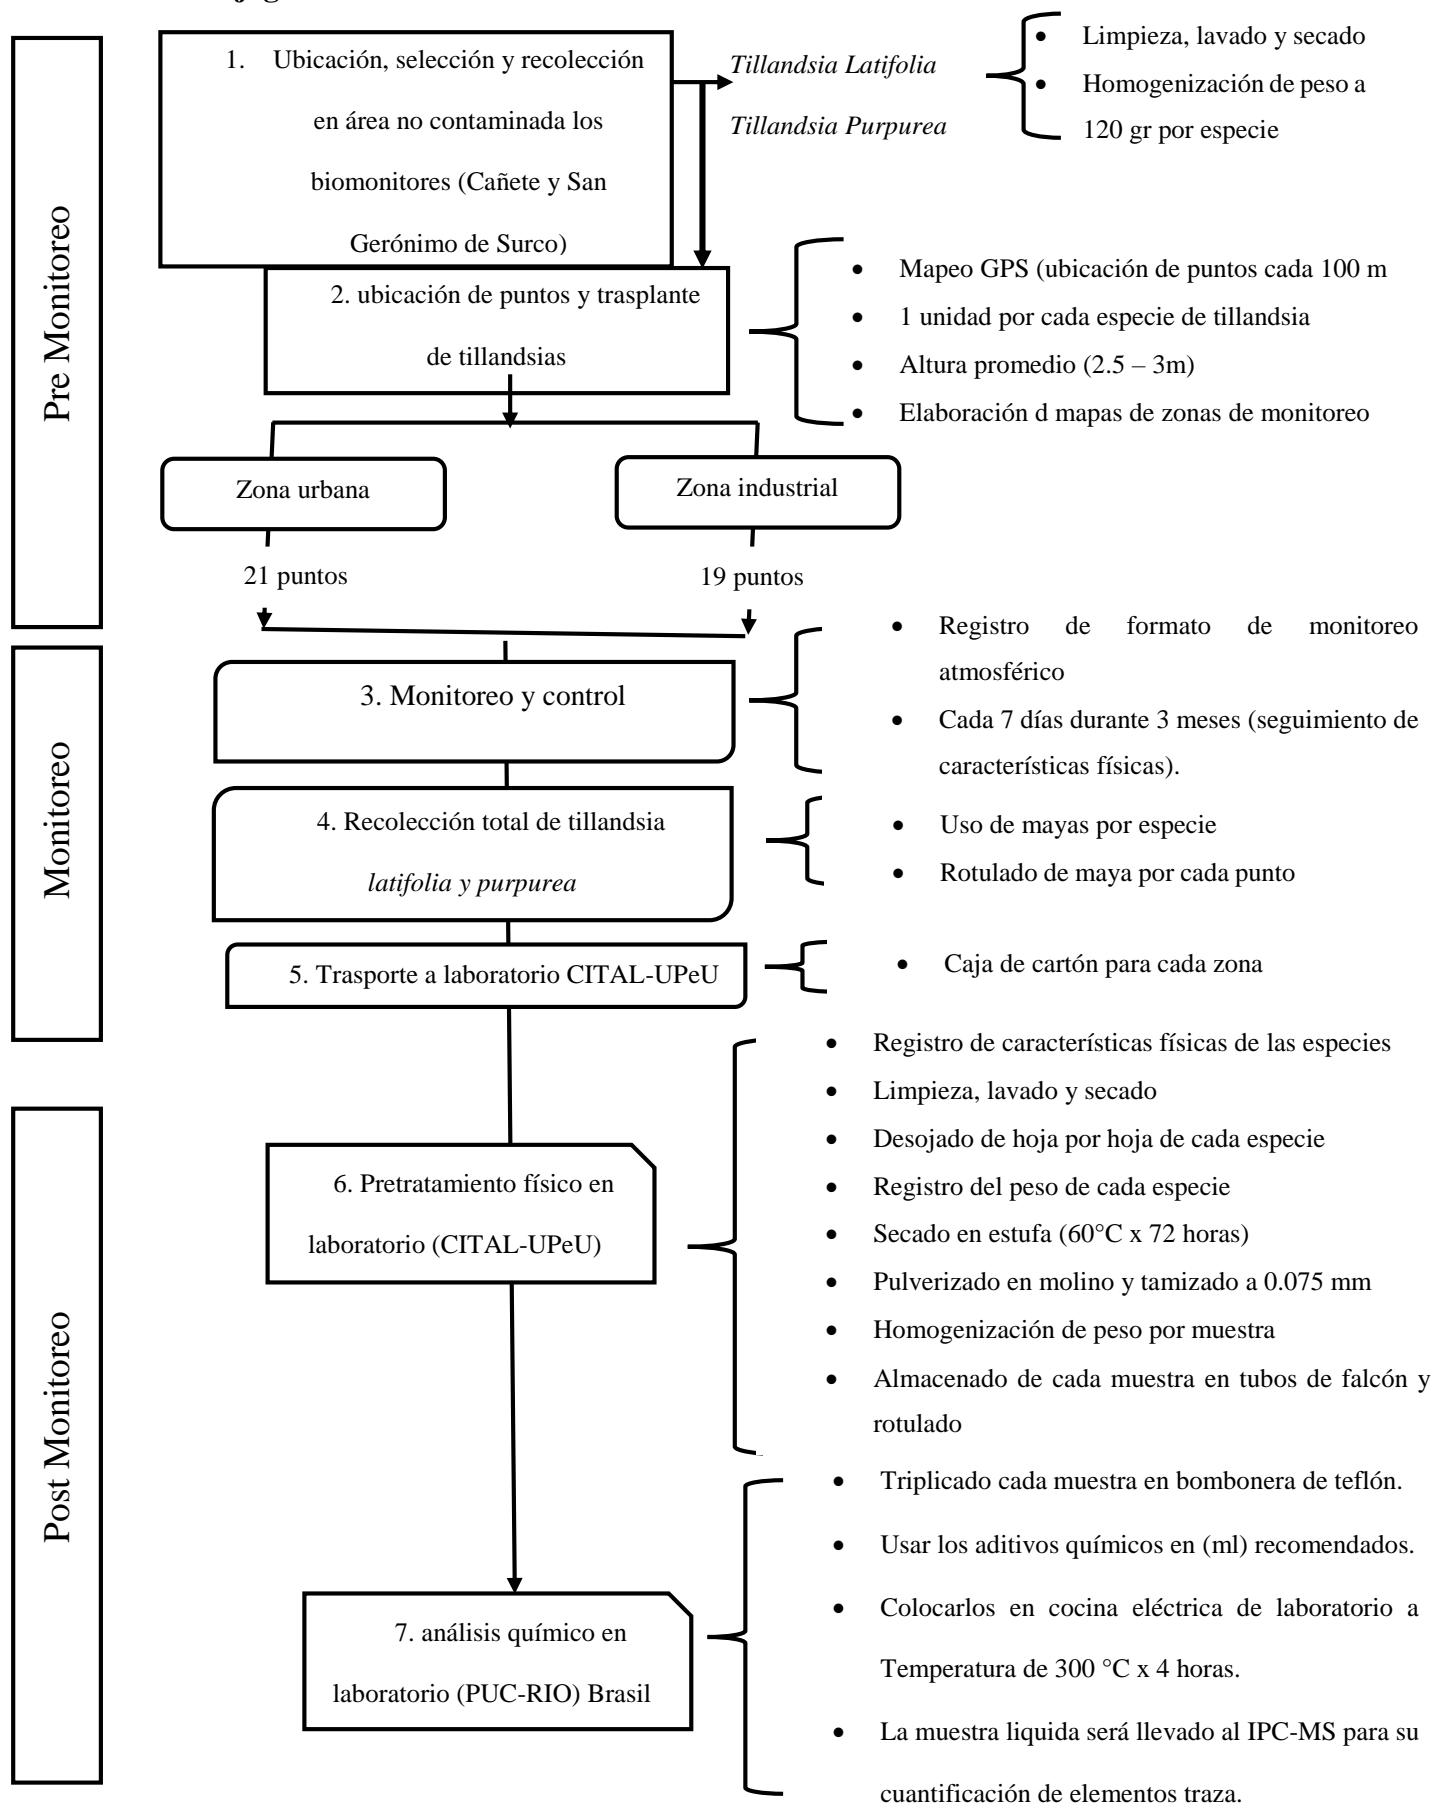 Pre Monitoreo
1. Ubicación, selección y recolección
en área no contaminada los
biomonitores (Cañete y San
Gerónimo de Surco)
Tillandsia Latifolia
Tillandsia Purpurea
• Limpieza, lavado y secado
• Homogenización de peso a
120 gr por especie
2. ubicación de puntos y trasplante
de tillandsias
• Mapeo GPS (ubicación de puntos cada 100 m
• 1 unidad por cada especie de tillandsia
• Altura promedio (2.5 – 3m)
• Elaboración d mapas de zonas de monitoreo
Zona urbana
Zona industrial
21 puntos
19 puntos
Monitoreo
3. Monitoreo y control
• Registro de formato de monitoreo
atmosférico
• Cada 7 días durante 3 meses (seguimiento de
características físicas).
4. Recolección total de tillandsia
latifolia y purpurea
• Uso de mayas por especie
• Rotulado de maya por cada punto
5. Trasporte a laboratorio CITAL-UPeU
• Caja de cartón para cada zona
Post Monitoreo
6. Pretratamiento físico en
laboratorio (CITAL-UPeU)
• Registro de características físicas de las especies
• Limpieza, lavado y secado
• Desojado de hoja por hoja de cada especie
• Registro del peso de cada especie
• Secado en estufa (60°C x 72 horas)
• Pulverizado en molino y tamizado a 0.075 mm
• Homogenización de peso por muestra
• Almacenado de cada muestra en tubos de falcón y
rotulado
7. análisis químico en
laboratorio (PUC-RIO) Brasil
• Triplicado cada muestra en bombonera de teflón.
• Usar los aditivos químicos en (ml) recomendados.
• Colocarlos en cocina eléctrica de laboratorio a
Temperatura de 300 °C x 4 horas.
• La muestra liquida será llevado al IPC-MS para su
cuantificación de elementos traza.